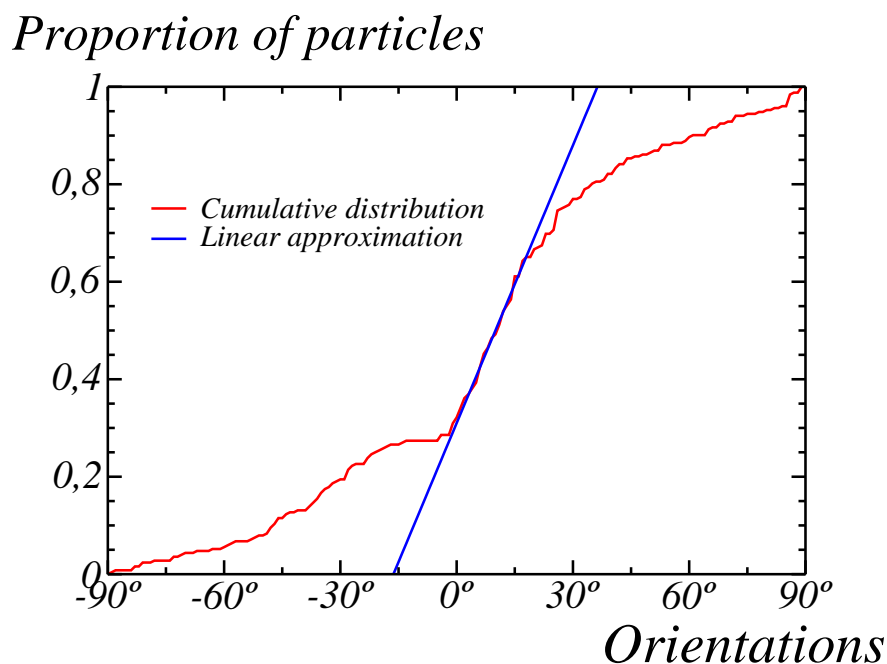 Proportion of particles
1
0,8
Cumulative distribution
Linear approximation
0,6
0,4
0,2
0
-90º -60º -30º 0º 30º 60º 90º
Orientations